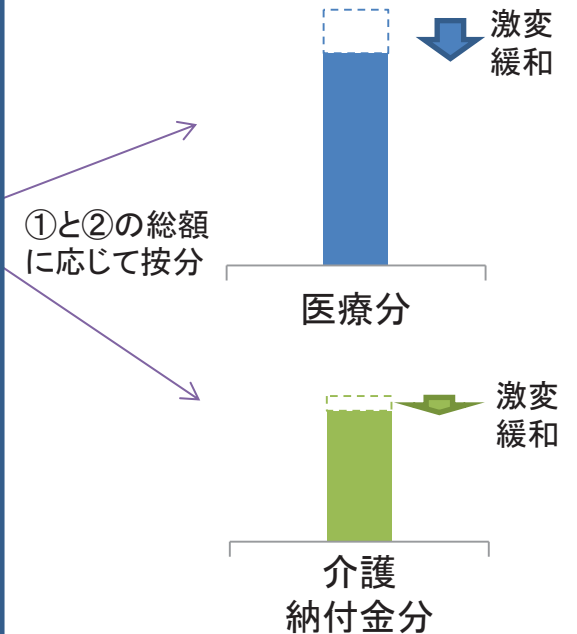 激変
緩和
①と②の総額
に応じて按分
医療分
激変
緩和
介護
納付金分